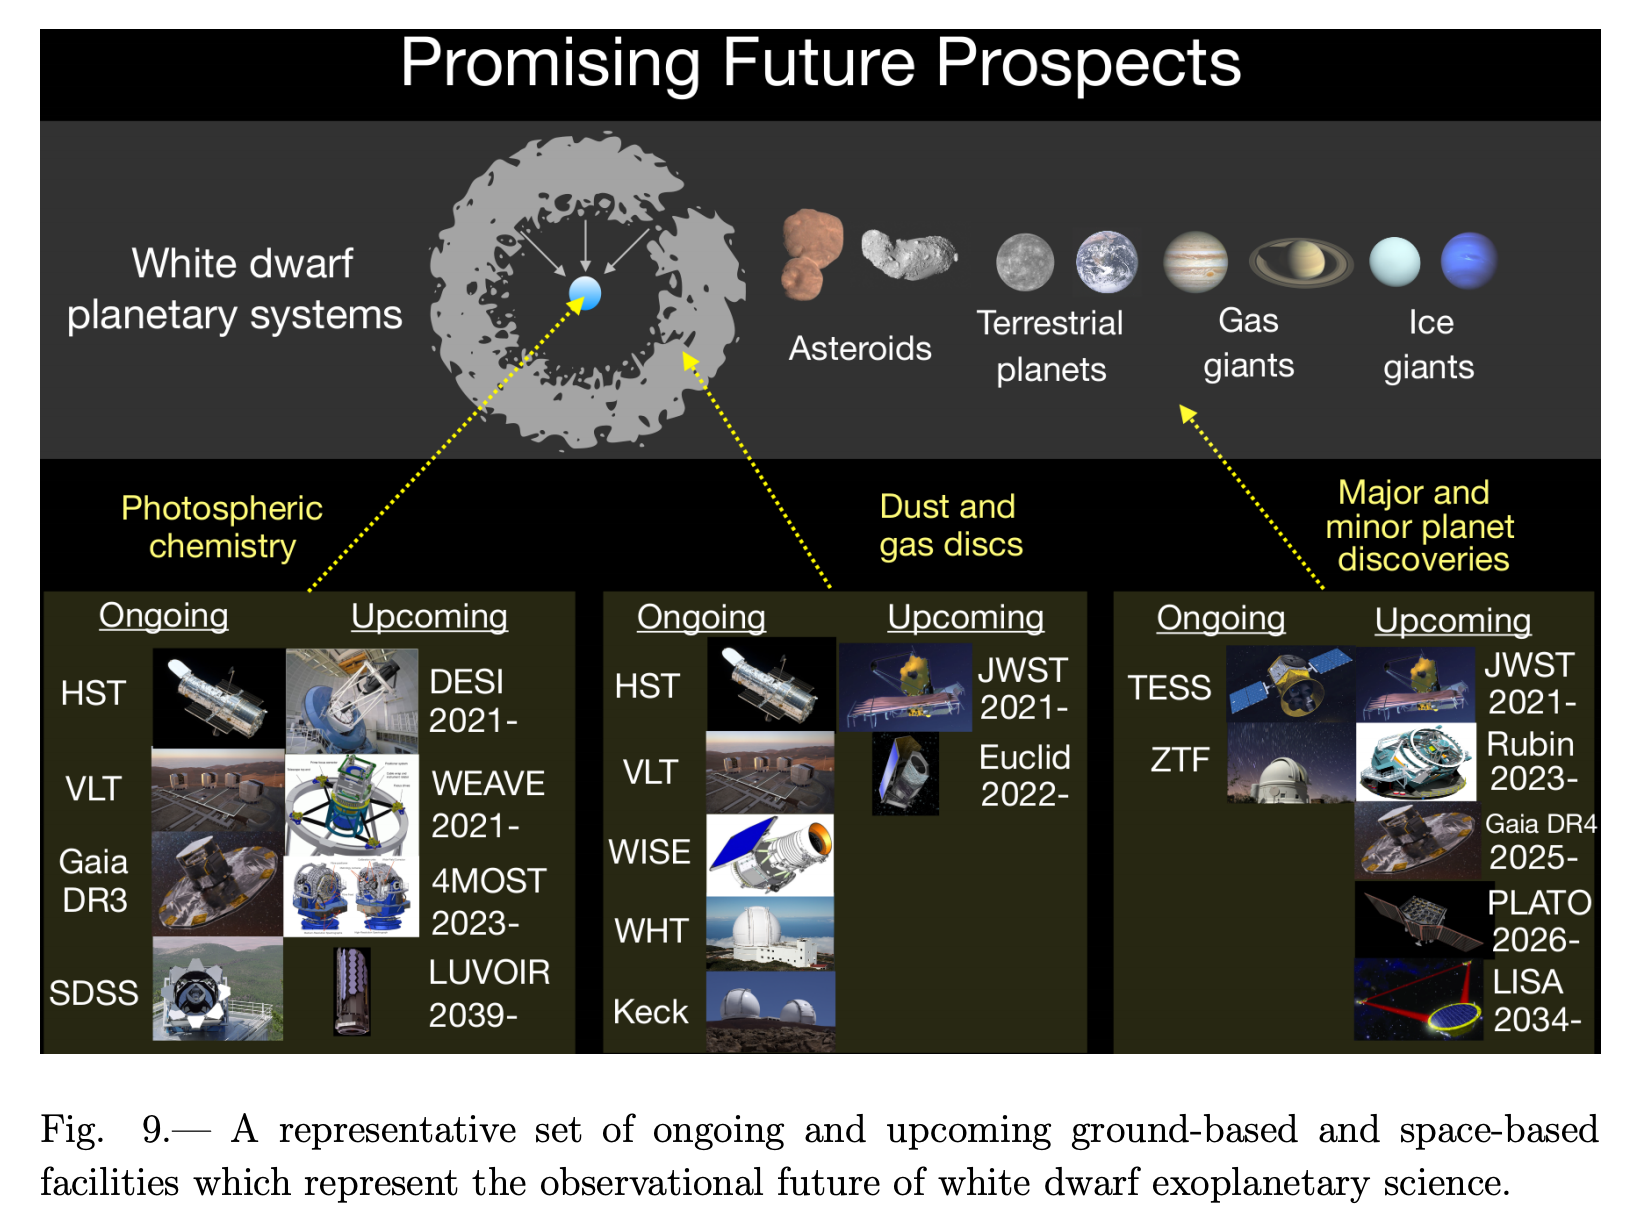 Promising Future Prospects
White dwarf
planetary systems
Asteroids
Terrestrial
planets
Gas
giants
Ice
giants
Photospheric
chemistry
Dust and
gas discs
Major and
minor planet
discoveries
Ongoing
Upcoming
HST
DESI
2021-
VLT
WEAVE
2021-
Gaia
DR3
4MOST
2023-
SDSS
LUVOIR
2039-
Ongoing
Upcoming
HST
JWST
2021-
VLT
Euclid
2022-
WISE
WHT
Keck
Ongoing
Upcoming
TESS
JWST
2021-
ZTF
Rubin
2023-
Gaia DR4
2025-
PLATO
2026-
LISA
2034-
Fig. 9.— A representative set of ongoing and upcoming ground-based and space-based
facilities which represent the observational future of white dwarf exoplanetary science.